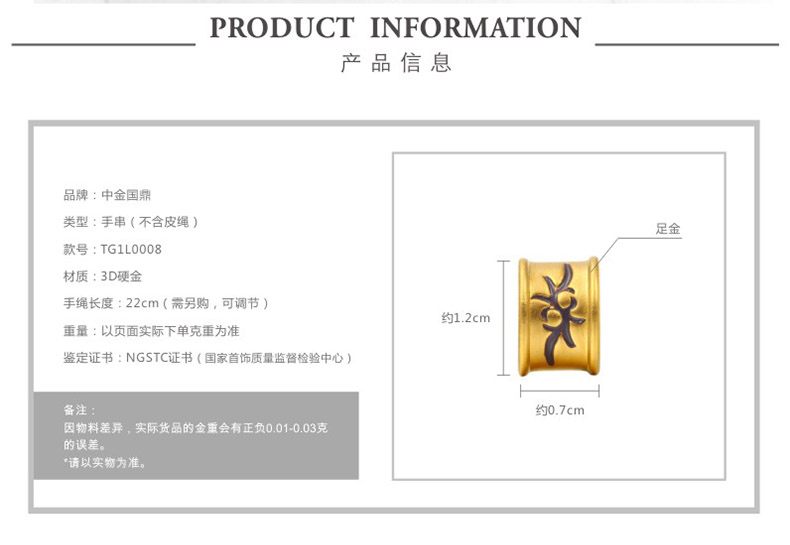 PRODUCT INFORMATION
产品信息
品牌：中金国鼎
类型：手串（不含皮绳）
款号：TG1L0008
材质：3D硬金
手绳长度：22cm（需另购，可调节）
重量：以页面实际下单克重为准
鉴定证书：NGSTC证书（国家首饰质量监督检验中心）
备注：
因物料差异，实际货品的金重会有正负0.01-0.03克
的误差。
*请以实物为准。
足金
约1.2cm
约0.7cm